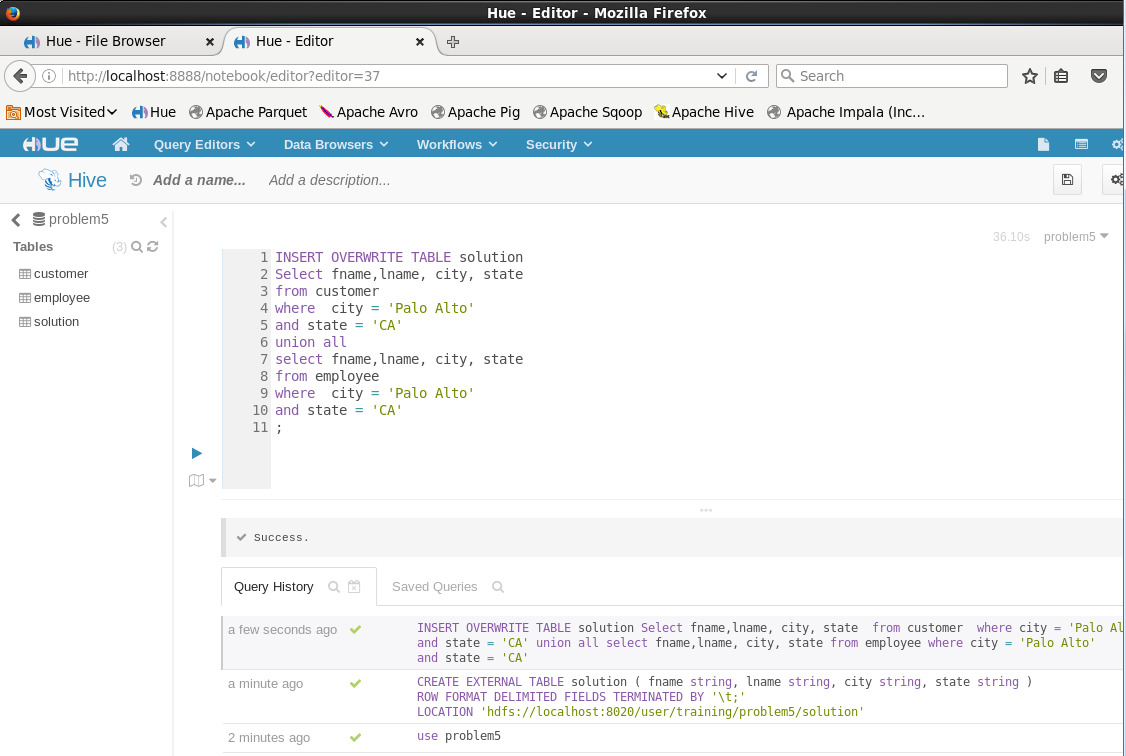 Hue - Editor - Mozilla Firefox
Hue - File Browser
Hue - Editor
http://localhost:8888/notebook/editor?editor=37
Search
Most Visited
Hue
Apache Parquet
Apache Avro
Apache Pig
Apache Sqoop
Apache Hive
Apache Impala (Inc...
HUE
Query Editors
Data Browsers
Workflows
Security
Hive
Add a name...
Add a description...
problem5
Tables
(3)
customer
employee
solution
36.10s
problem5
1 INSERT OVERWRITE TABLE solution
2 Select fname,lname, city, state
3 from customer
4 where  city = 'Palo Alto'
5 and state = 'CA'
6 union all
7 select fname,lname, city, state
8 from employee
9 where  city = 'Palo Alto'
10 and state = 'CA'
11 ;
Success.
Query History
Saved Queries
a few seconds ago
INSERT OVERWRITE TABLE solution Select fname,lname, city, state  from customer  where city = 'Palo Al
and state = 'CA' union all select fname,lname, city, state from employee where city = 'Palo Alto'
and state = 'CA'
a minute ago
CREATE EXTERNAL TABLE solution ( fname string, lname string, city string, state string )
ROW FORMAT DELIMITED FIELDS TERMINATED BY '\t;'
LOCATION 'hdfs://localhost:8020/user/training/problem5/solution'
2 minutes ago
use problem5